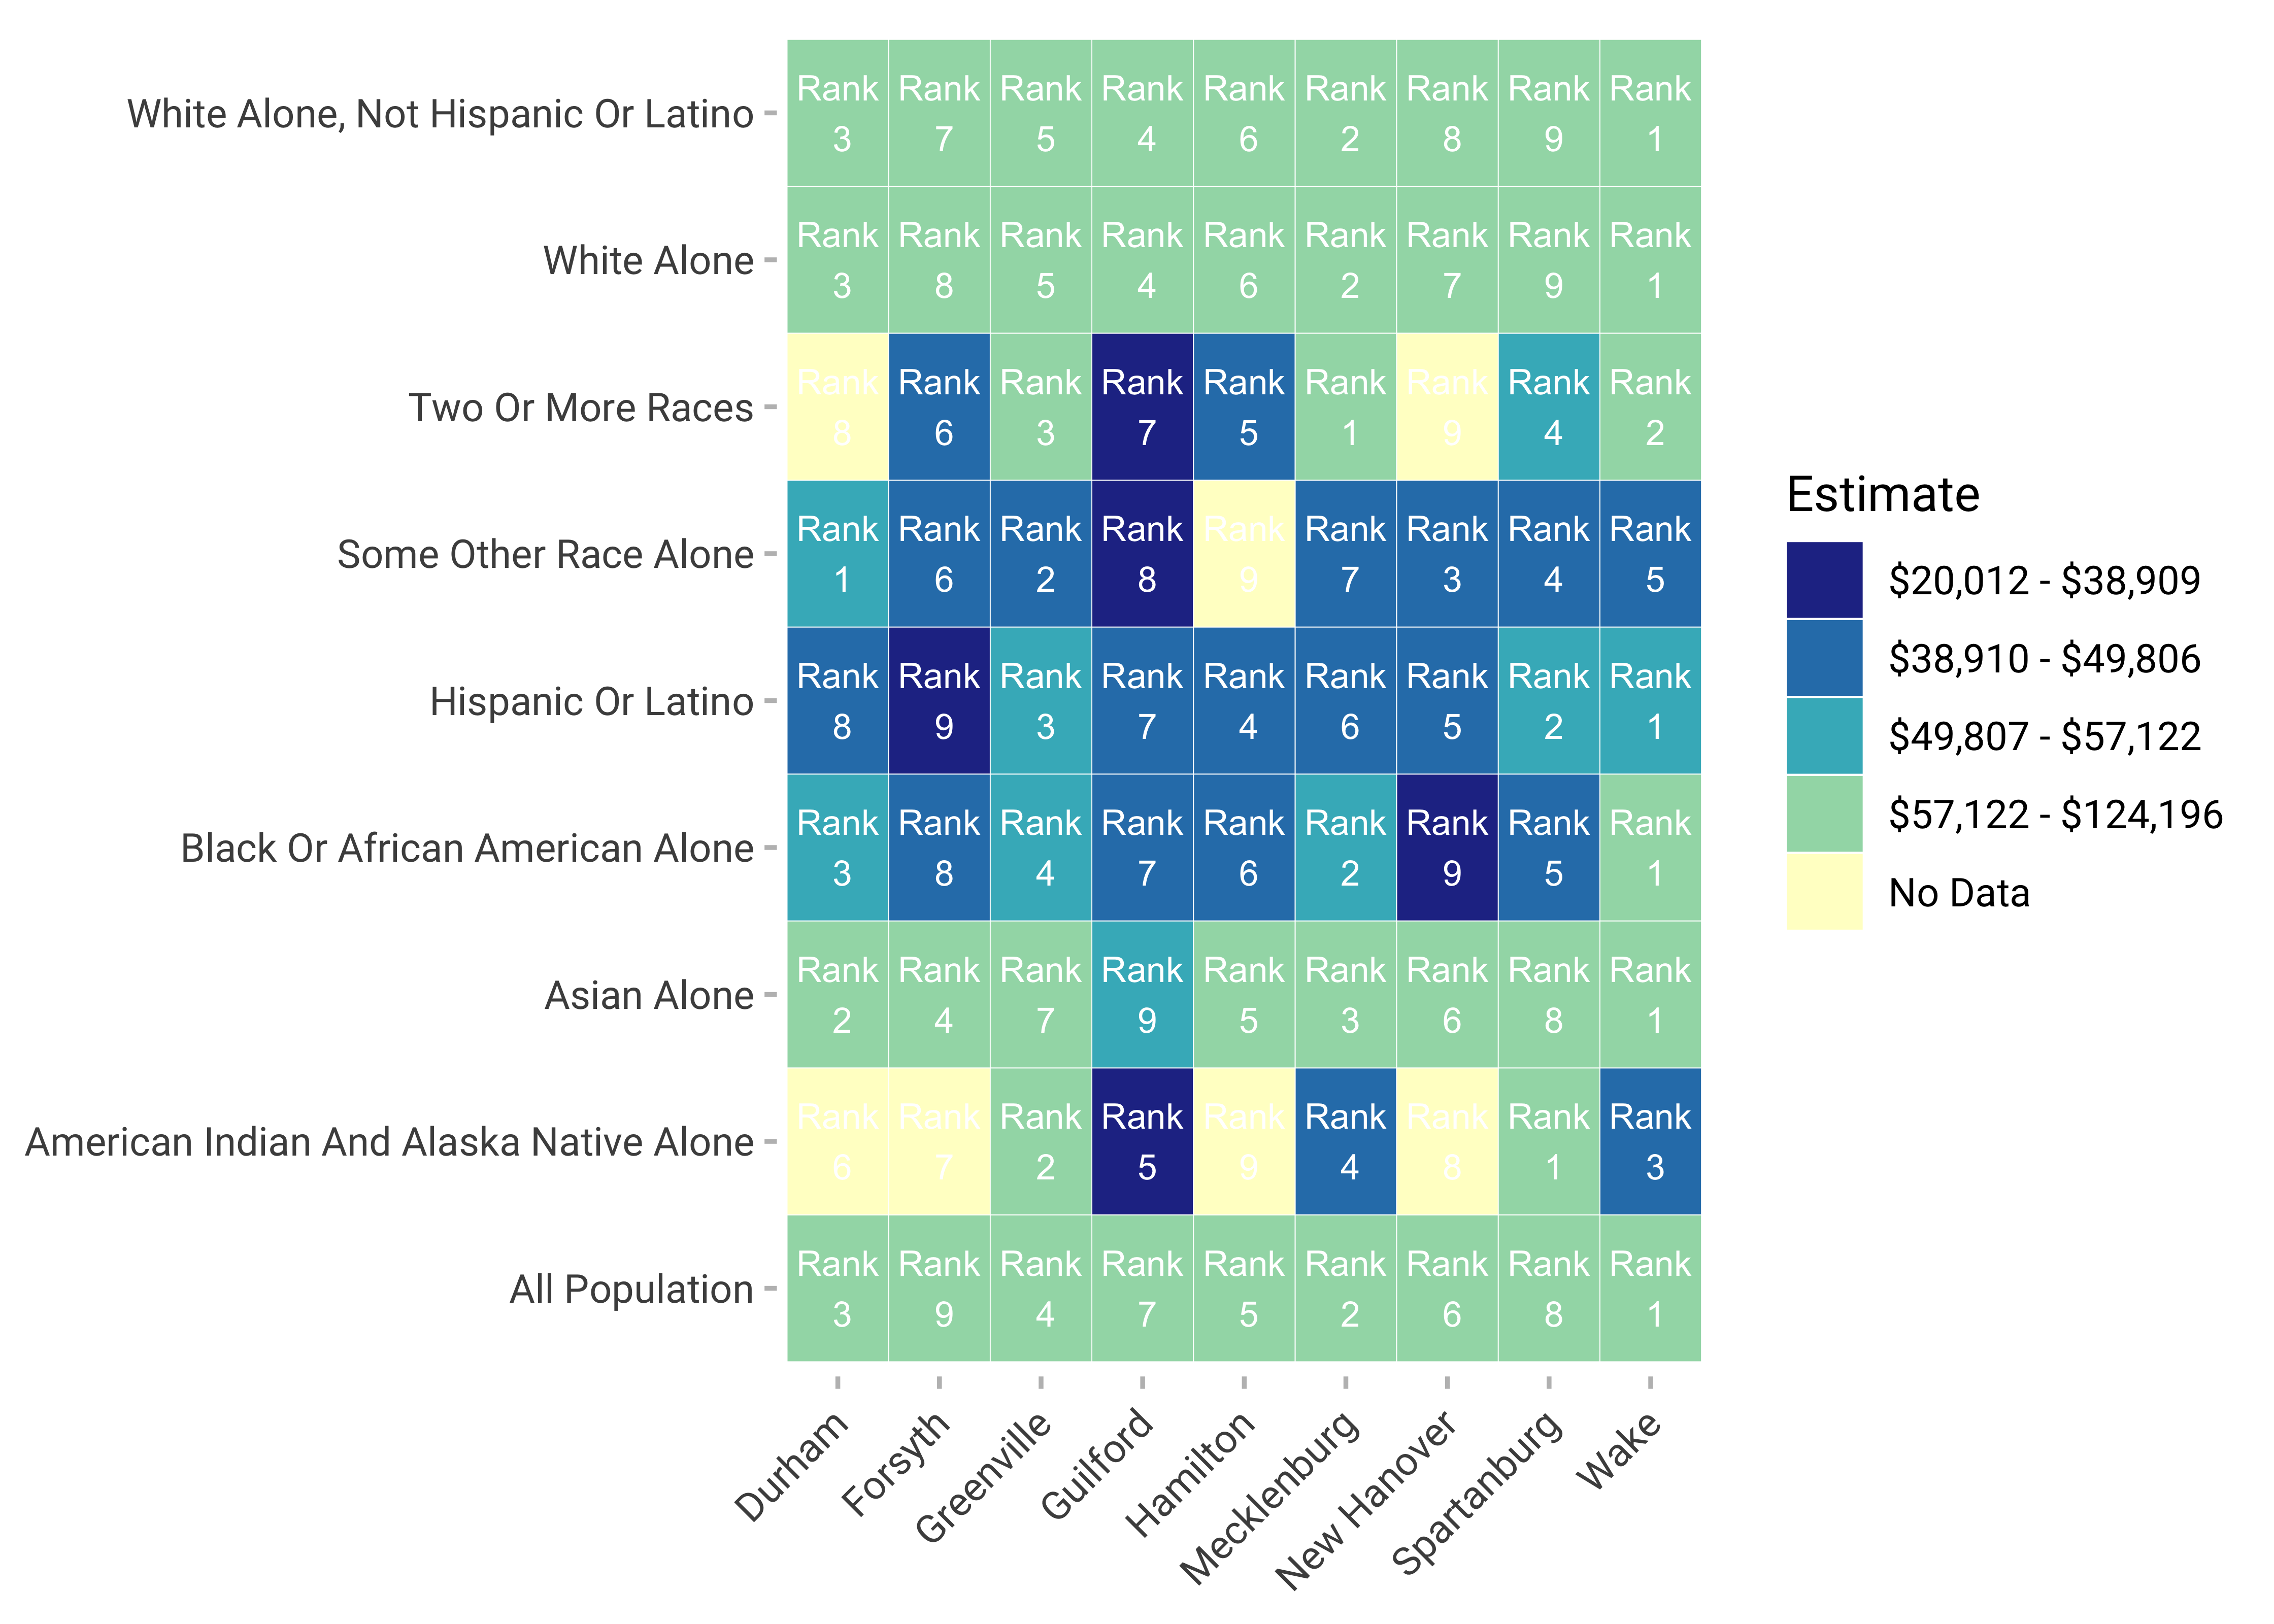 White Alone, Not Hispanic Or Latino
Rank Rank Rank Rank Rank Rank Rank Rank Rank
3 7 5 4 6 2 8 9 1
White Alone
Rank Rank Rank Rank Rank Rank Rank Rank Rank
3 8 5 4 6 2 7 9 1
Two Or More Races
Rank Rank Rank Rank Rank Rank Rank Rank Rank
8 6 3 7 5 1 9 4 2
Some Other Race Alone
Rank Rank Rank Rank Rank Rank Rank Rank Rank
1 6 2 8 9 7 3 4 5
Hispanic Or Latino
Rank Rank Rank Rank Rank Rank Rank Rank Rank
8 9 3 7 4 6 5 2 1
Black Or African American Alone
Rank Rank Rank Rank Rank Rank Rank Rank Rank
3 8 4 7 6 2 9 5 1
Asian Alone
Rank Rank Rank Rank Rank Rank Rank Rank Rank
2 4 7 9 5 3 6 8 1
American Indian And Alaska Native Alone
Rank Rank Rank Rank Rank Rank Rank Rank Rank
6 7 2 5 9 4 8 1 3
All Population
Rank Rank Rank Rank Rank Rank Rank Rank Rank
3 9 4 7 5 2 6 8 1
Durham
Forsyth
Greenville
Guilford
Hamilton
Mecklenburg
New Hanover
Spartanburg
Wake
Estimate
$20,012 - $38,909
$38,910 - $49,806
$49,807 - $57,122
$57,122 - $124,196
No Data